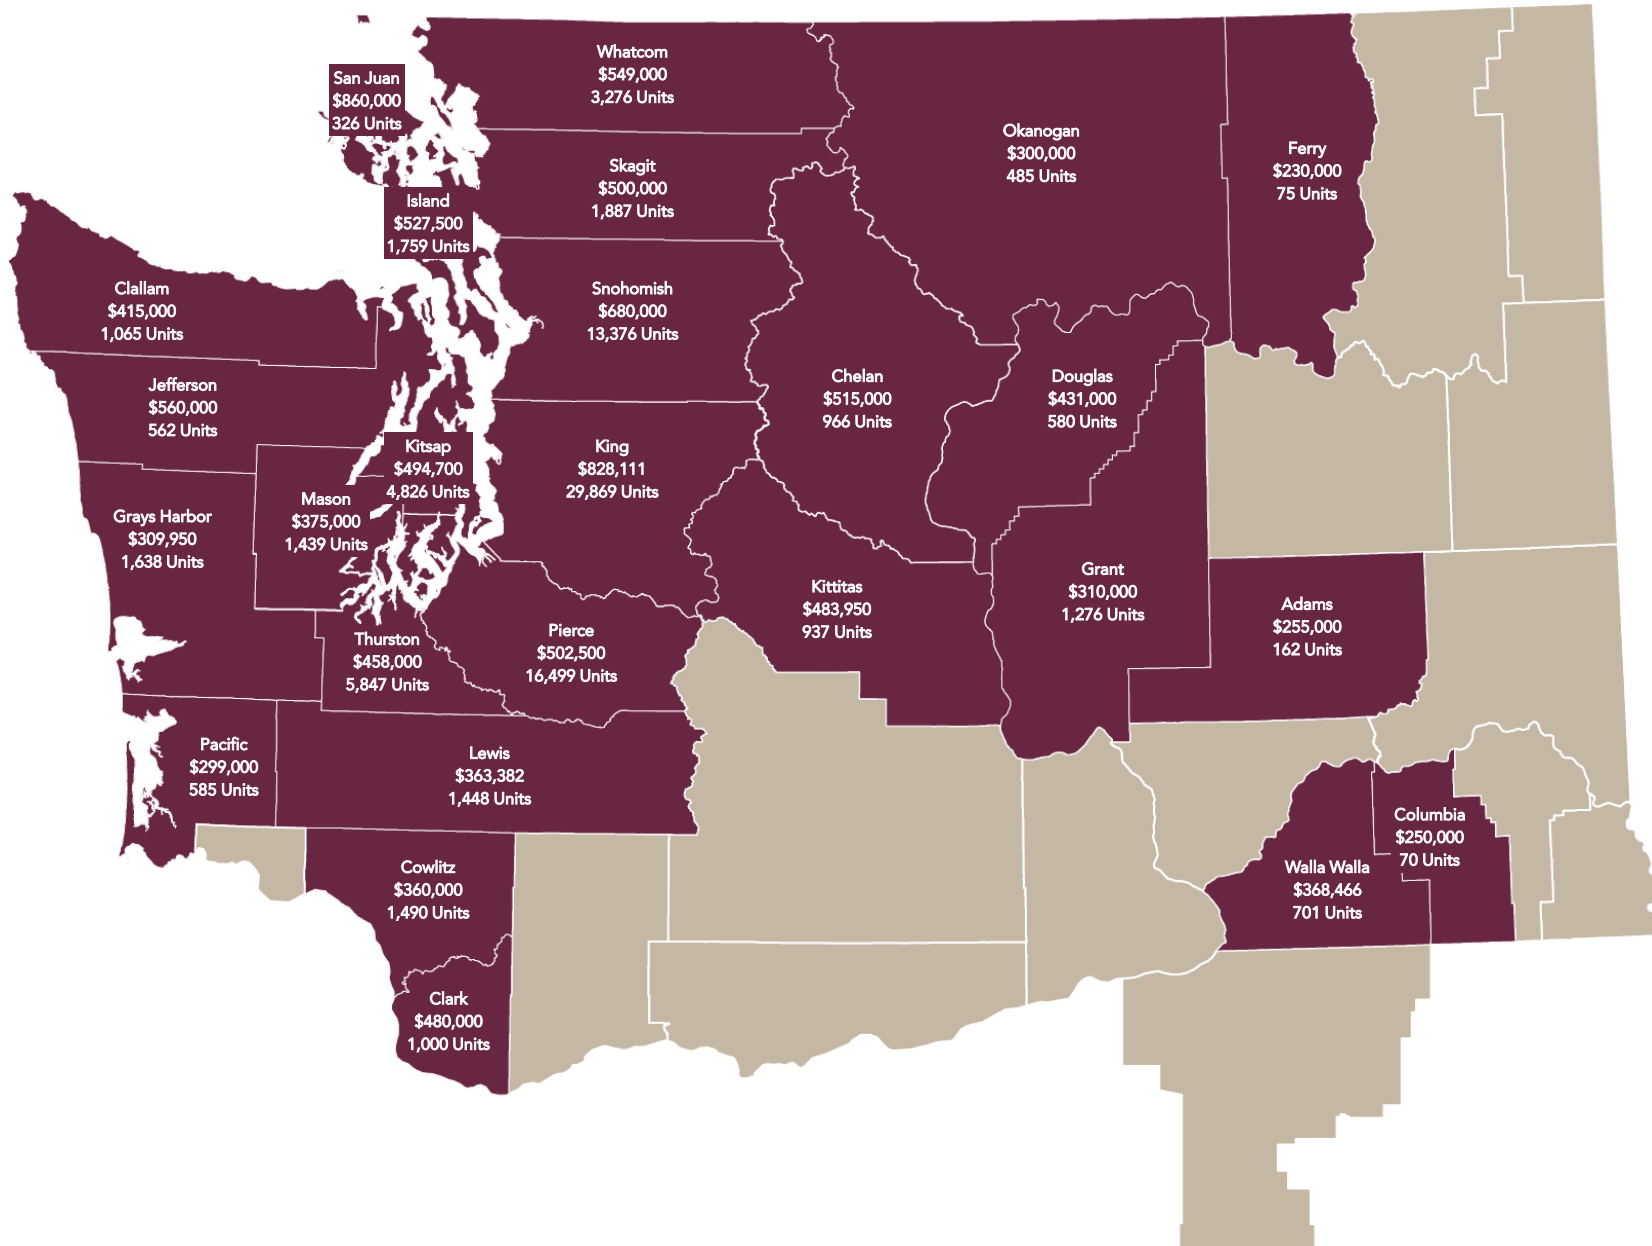 Whatcom
$549,000
3,276 Units
San Juan
$860,000
326 Units
Okanogan
$300,000
485 Units
Ferry
$230,000
75 Units
Skagit
$500,000
1,887 Units
Island
$527,500
1,759 Units
Clallam
$415,000
1,065 Units
Snohomish
$680,000
13,376 Units
Jefferson
$560,000
562 Units
Chelan
$515,000
966 Units
Douglas
$431,000
580 Units
Kitsap
$494,700
4,826 Units
King
$828,111
29,869 Units
Mason
$375,000
1,439 Units
Grays Harbor
$309,950
1,638 Units
Kittitas
$483,950
937 Units
Grant
$310,000
1,276 Units
Adams
$255,000
162 Units
Thurston
$458,000
5,847 Units
Pierce
$502,500
16,499 Units
Pacific
$299,000
585 Units
Lewis
$363,382
1,448 Units
Columbia
$250,000
70 Units
Walla Walla
$368,466
701 Units
Cowlitz
$360,000
1,490 Units
Clark
$480,000
1,000 Units